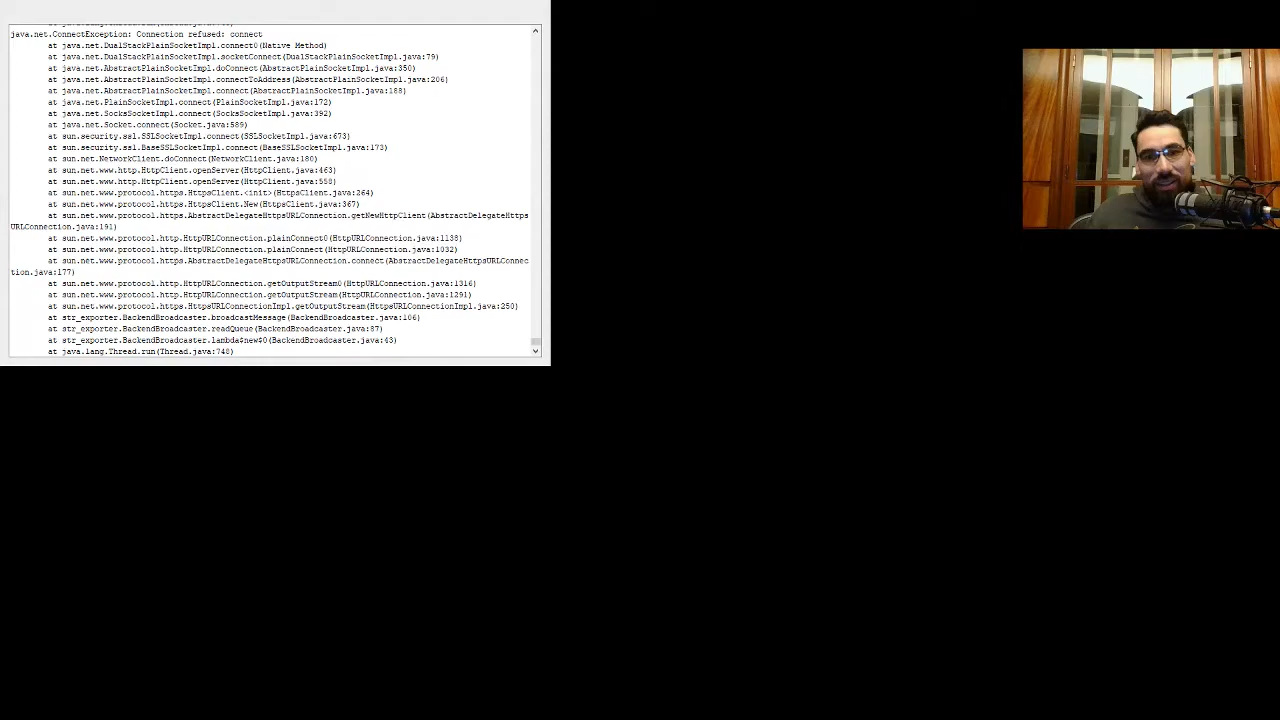 java.net.ConnectException: Connection refused: connect
at java.net.DualStackPlainSocketImpl.connect0(Native Method)
at java.net.DualStackPlainSocketImpl.socketConnect(DualStackPlainSocketImpl.java:79)
at java.net.AbstractPlainSocketImpl.doConnect(AbstractPlainSocketImpl.java:350)
at java.net.AbstractPlainSocketImpl.connectToAddress(AbstractPlainSocketImpl.java:206)
at java.net.AbstractPlainSocketImpl.connect(AbstractPlainSocketImpl.java:188)
at java.net.PlainSocketImpl.connect(PlainSocketImpl.java:172)
at java.net.SocksSocketImpl.connect(SocksSocketImpl.java:392)
at java.net.Socket.connect(Socket.java:589)
at sun.security.ssl.SSLSocketImpl.connect(SSLSocketImpl.java:673)
at sun.security.ssl.BaseSSLSocketImpl.connect(BaseSSLSocketImpl.java:173)
at sun.net.NetworkClient.doConnect(NetworkClient.java:180)
at sun.net.www.http.HttpClient.openServer(HttpClient.java:463)
at sun.net.www.http.HttpClient.openServer(HttpClient.java:558)
at sun.net.www.protocol.https.HttpsClient.<init>(HttpsClient.java:264)
at sun.net.www.protocol.https.HttpsClient.New(HttpsClient.java:367)
at sun.net.www.protocol.https.AbstractDelegateHttpsURLConnection.getNewHttpClient(AbstractDelegateHttps
URLConnection.java:191)
at sun.net.www.protocol.http.HttpURLConnection.plainConnect0(HttpURLConnection.java:1138)
at sun.net.www.protocol.http.HttpURLConnection.plainConnect(HttpURLConnection.java:1032)
at sun.net.www.protocol.https.AbstractDelegateHttpsURLConnection.connect(AbstractDelegateHttpsURLConnec
tion.java:177)
at sun.net.www.protocol.http.HttpURLConnection.getOutputStream0(HttpURLConnection.java:1316)
at sun.net.www.protocol.http.HttpURLConnection.getOutputStream(HttpURLConnection.java:1291)
at sun.net.www.protocol.https.HttpsURLConnectionImpl.getOutputStream(HttpsURLConnectionImpl.java:250)
at str_exporter.BackendBroadcaster.broadcastMessage(BackendBroadcaster.java:106)
at str_exporter.BackendBroadcaster.readQueue(BackendBroadcaster.java:87)
at str_exporter.BackendBroadcaster.lambda$new$0(BackendBroadcaster.java:43)
at java.lang.Thread.run(Thread.java:748)